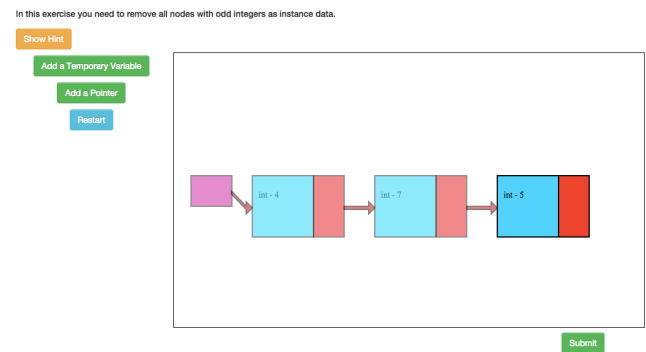 In this exercise you need to remove all nodes with odd integers as instance data.
Show Hint
Add a Temporary Variable
Add a Pointer
Restart
int - 4
int - 7
int - 5
Submit